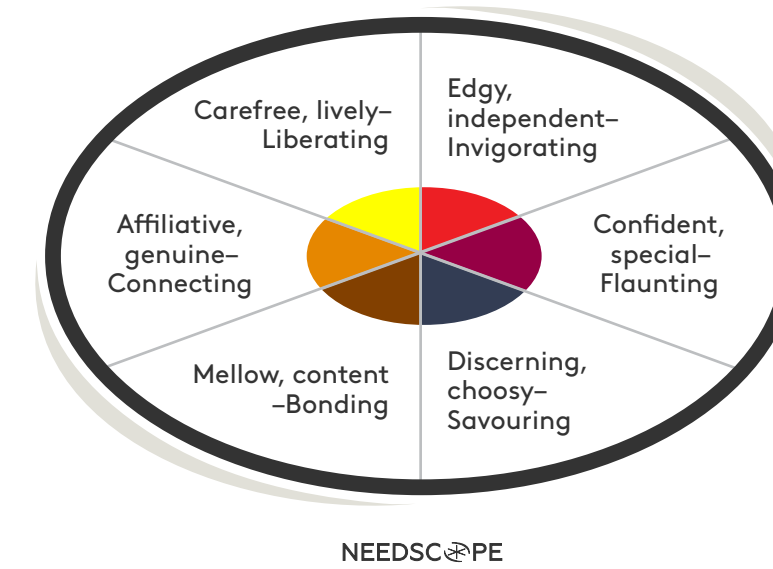 Carefree, lively–
Liberating
Edgy,
independent–
Invigorating
Affiliative,
genuine–
Connecting
Confident,
special–
Flaunting
Mellow, content
–Bonding
Discerning,
choosy–
Savouring
NEEDSCOPE